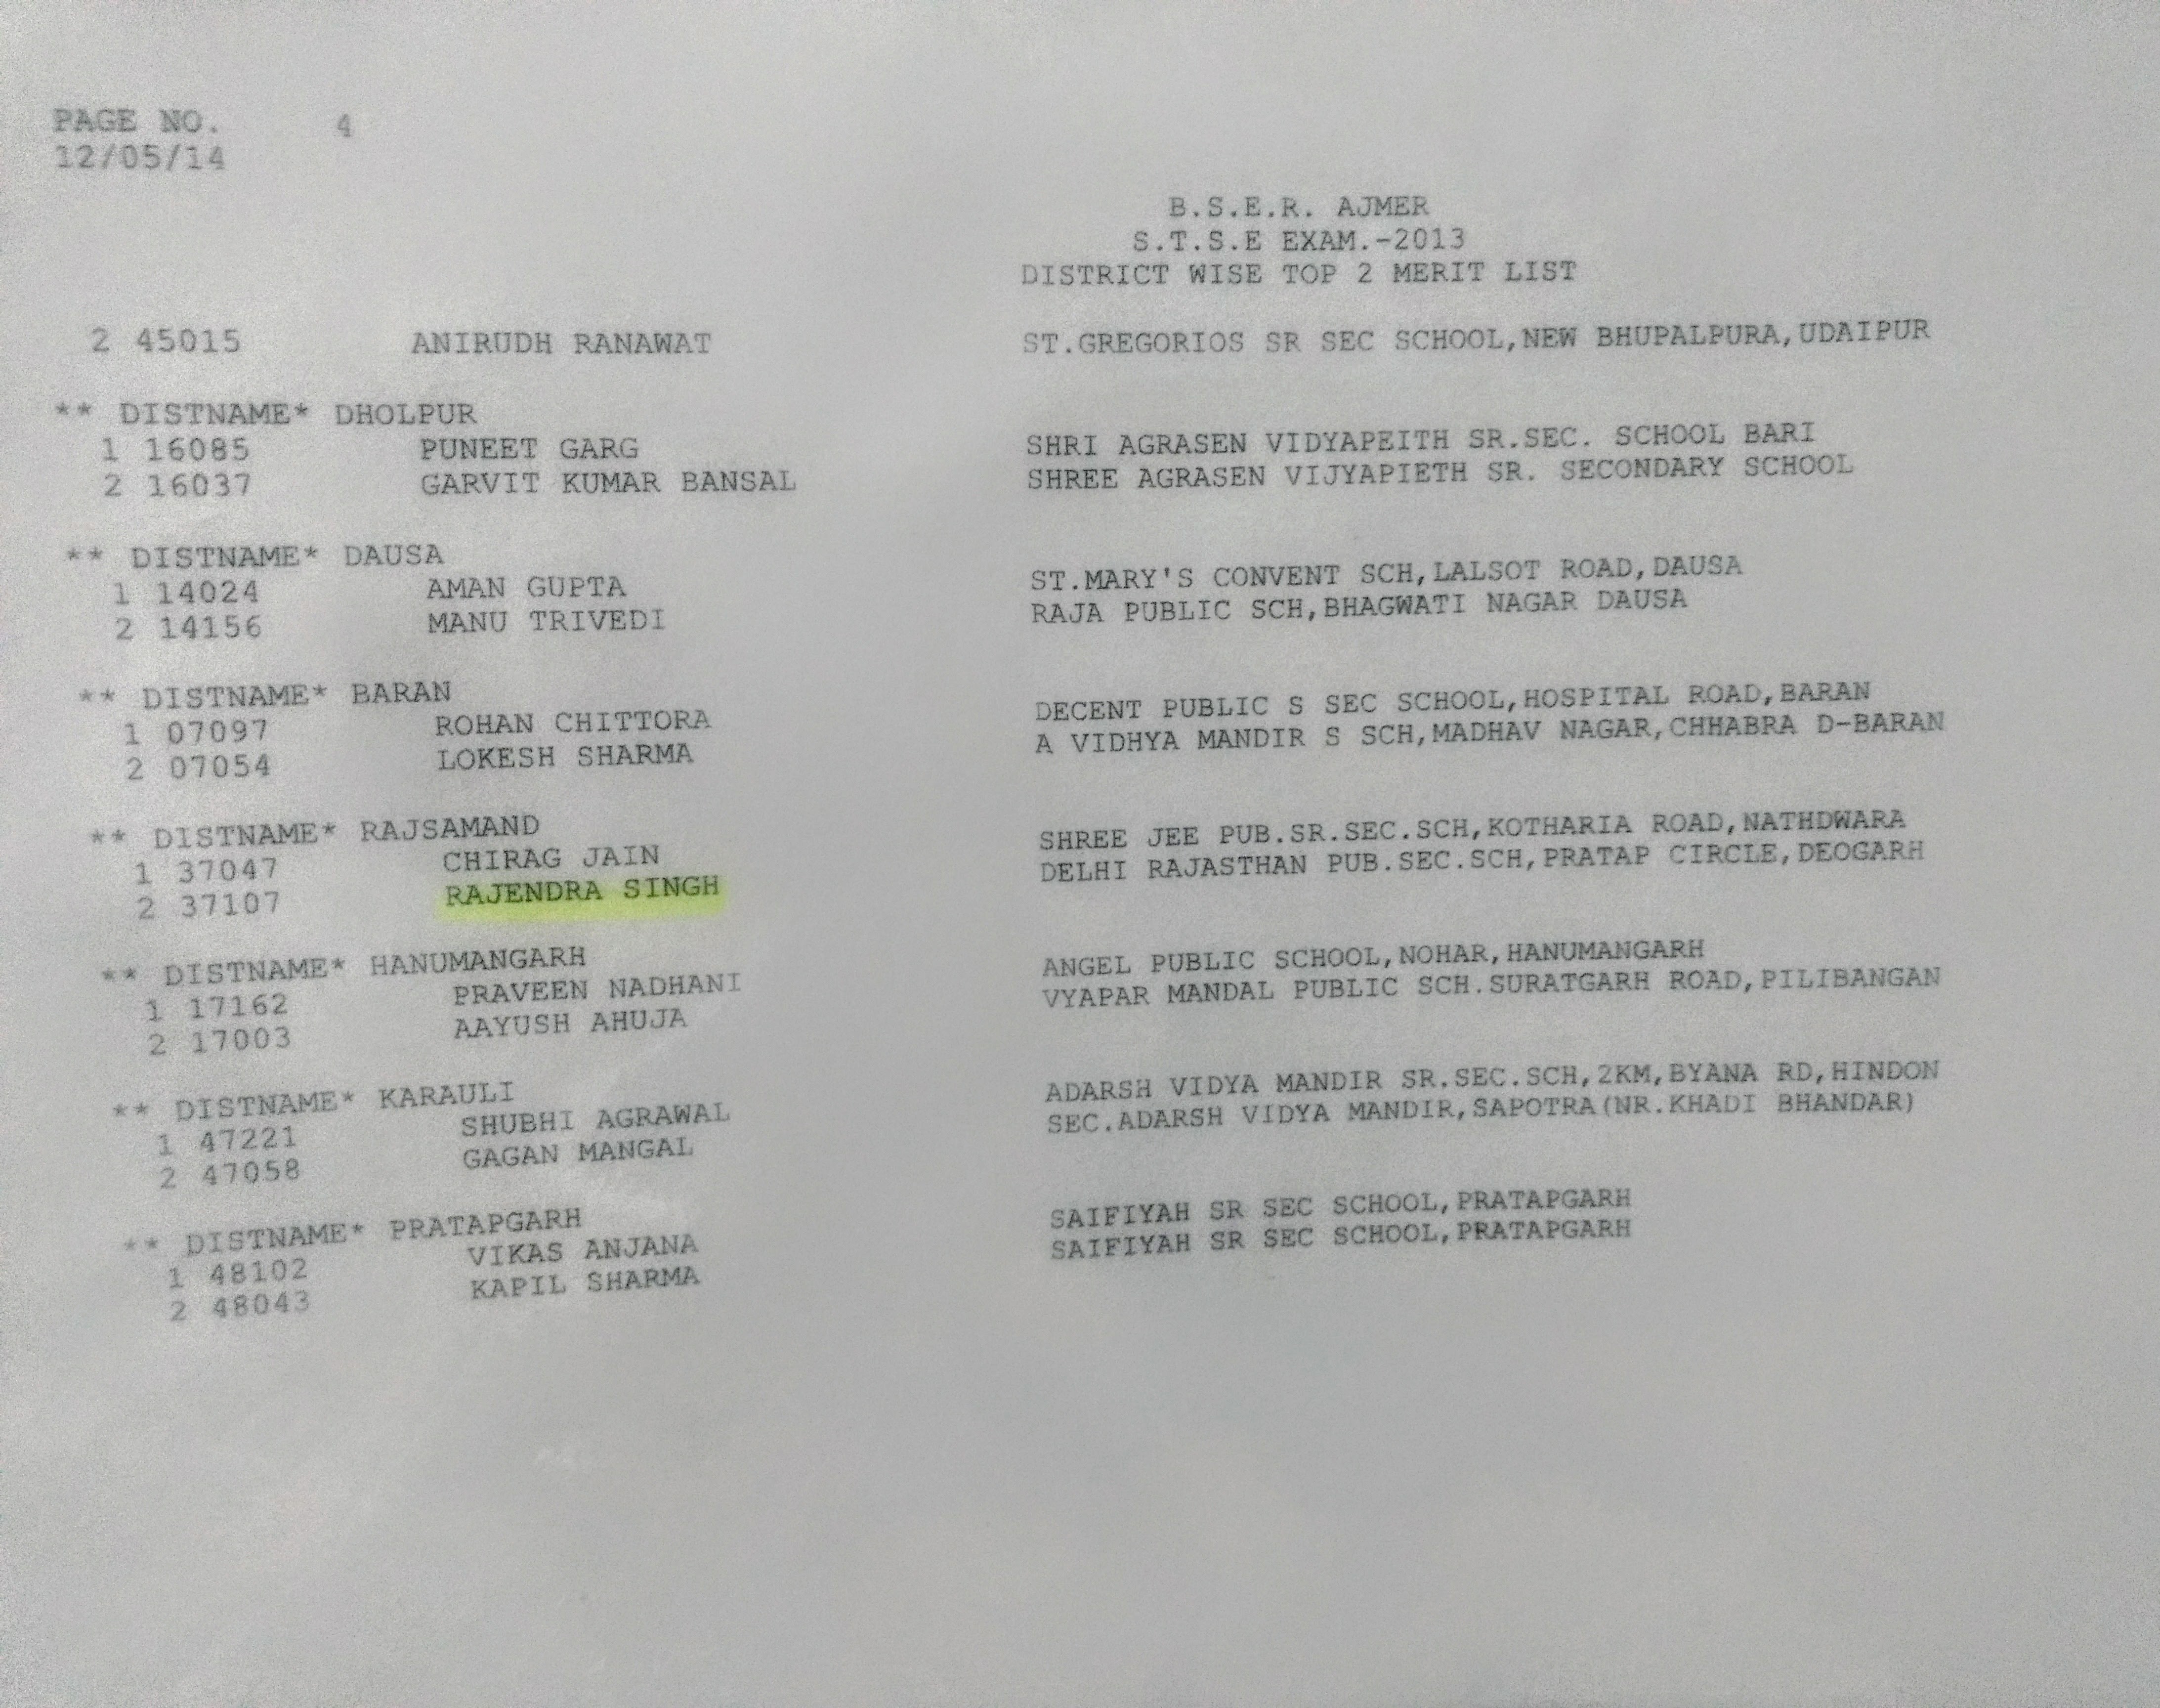 PAGE NO. 4
12/05/14
B.S.E.R. AJMER
S.T.S.E EXAM.-2013
DISTRICT WISE TOP 2 MERIT LIST
2 45015 ANIRUDH RANAWAT ST.GREGORIOS SR SEC SCHOOL,NEW BHUPALPURA,UDAIPUR
** DISTNAME* DHOLPUR
1 16085 PUNEET GARG SHRI AGRASEN VIDYAPEITH SR.SEC. SCHOOL BARI
2 16037 GARVIT KUMAR BANSAL SHREE AGRASEN VIJYAPIETH SR. SECONDARY SCHOOL
** DISTNAME* DAUSA
1 14024 AMAN GUPTA ST.MARY'S CONVENT SCH,LALSOT ROAD,DAUSA
2 14156 MANU TRIVEDI RAJA PUBLIC SCH,BHAGWATI NAGAR DAUSA
** DISTNAME* BARAN
1 07097 ROHAN CHITTORA DECENT PUBLIC S SEC SCHOOL,HOSPITAL ROAD,BARAN
2 07054 LOKESH SHARMA A VIDHYA MANDIR S SCH,MADHAV NAGAR,CHHABRA D-BARAN
** DISTNAME* RAJSAMAND
1 37047 CHIRAG JAIN SHREE JEE PUB.SR.SEC.SCH,KOTHARIA ROAD,NATHDWARA
2 37107 RAJENDRA SINGH DELHI RAJASTHAN PUB.SEC.SCH,PRATAP CIRCLE,DEOGARH
** DISTNAME* HANUMANGARH
1 17162 PRAVEEN NADHANI ANGEL PUBLIC SCHOOL,NOHAR,HANUMANGARH
2 17003 AAYUSH AHUJA VYAPAR MANDAL PUBLIC SCH.SURATGARH ROAD,PILIBANGAN
** DISTNAME* KARAULI
1 47221 SHUBHI AGRAWAL ADARSH VIDYA MANDIR SR.SEC.SCH,2KM,BYANA RD,HINDON
2 47058 GAGAN MANGAL SEC.ADARSH VIDYA MANDIR,SAPOTRA(NR.KHADI BHANDAR)
** DISTNAME* PRATAPGARH
1 48102 VIKAS ANJANA SAIFIYAH SR SEC SCHOOL,PRATAPGARH
2 48043 KAPIL SHARMA SAIFIYAH SR SEC SCHOOL,PRATAPGARH